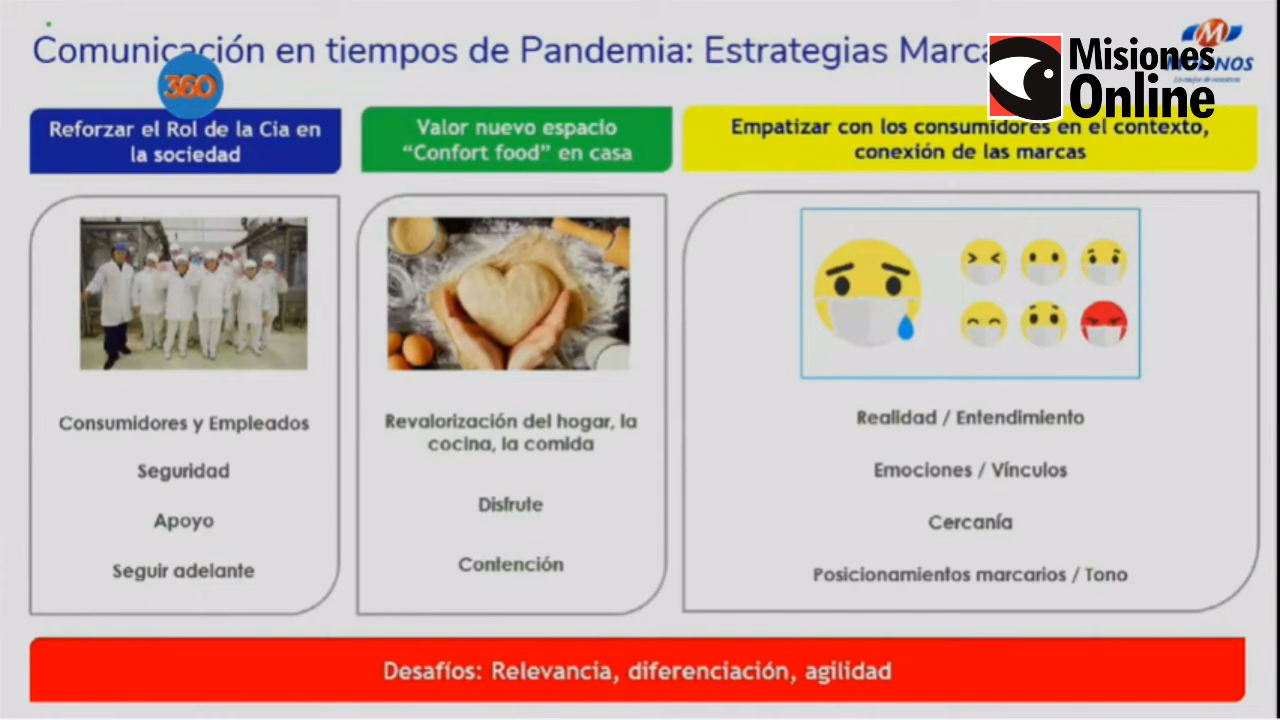 Comunicación en tiempos de Pandemia: Estrategias
360
Misiones
Online
Reforzar el Rol de la Cia en
la sociedad
Valor nuevo espacio
“Confort food” en casa
Empatizar con los consumidores en el contexto,
conexión de las marcas
Consumidores y Empleados
Seguridad
Apoyo
Seguir adelante
Revalorización del hogar, la
cocina, la comida
Disfrute
Contención
Realidad / Entendimiento
Emociones / Vínculos
Cercanía
Posicionamientos marcarios / Tono
Desafíos: Relevancia, diferenciación, agilidad